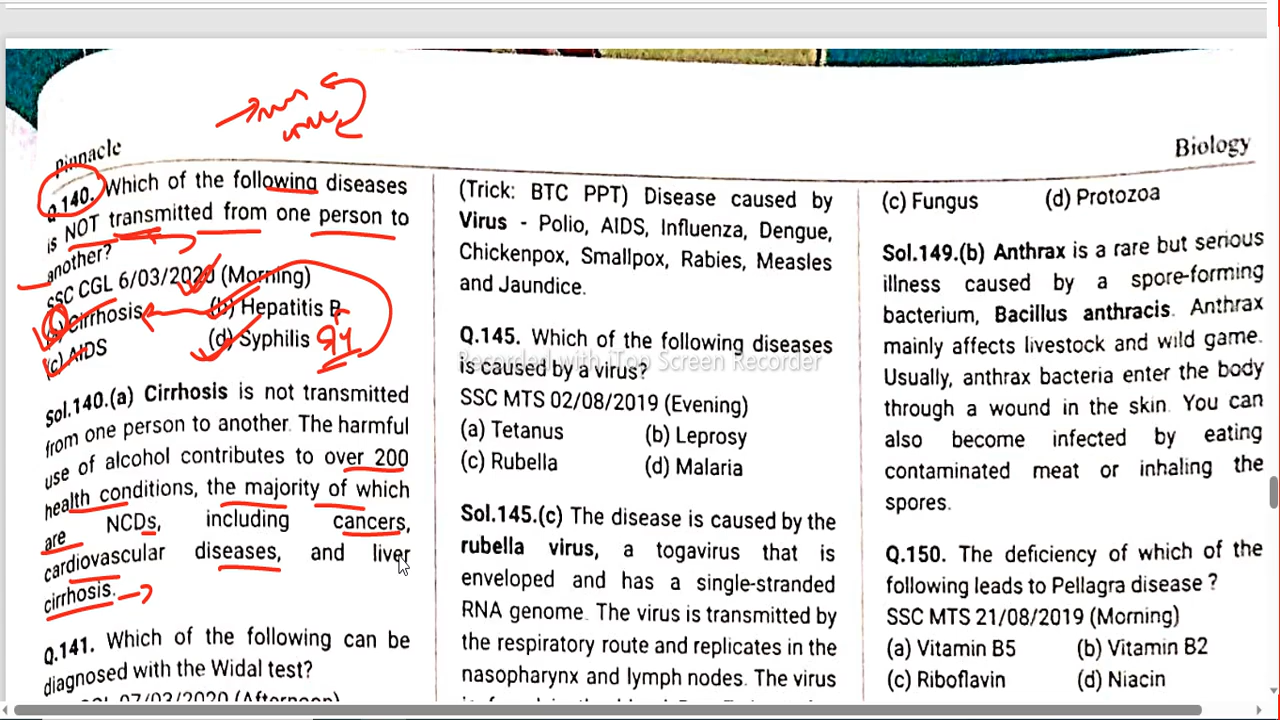 Pinnacle
Biology
Q.140. Which of the following diseases
is NOT transmitted from one person to
another?
SSC CGL 6/03/2020 (Morning)
(a) Cirrhosis (b) Hepatitis B
(c) AIDS (d) Syphilis
Sol.140.(a) Cirrhosis is not transmitted
from one person to another. The harmful
use of alcohol contributes to over 200
health conditions, the majority of which
are NCDs, including cancers,
cardiovascular diseases, and liver
cirrhosis.
Q.141. Which of the following can be
diagnosed with the Widal test?
07/03/2020 (Afternoon)
(Trick: BTC PPT) Disease caused by
Virus - Polio, AIDS, Influenza, Dengue,
Chickenpox, Smallpox, Rabies, Measles
and Jaundice.
Q.145. Which of the following diseases
Recorded with iTop Screen Recorder
is caused by a virus?
SSC MTS 02/08/2019 (Evening)
(a) Tetanus (b) Leprosy
(c) Rubella (d) Malaria
Sol.145.(c) The disease is caused by the
rubella virus, a togavirus that is
enveloped and has a single-stranded
RNA genome. The virus is transmitted by
the respiratory route and replicates in the
nasopharynx and lymph nodes. The virus
(c) Fungus (d) Protozoa
Sol.149.(b) Anthrax is a rare but serious
illness caused by a spore-forming
bacterium, Bacillus anthracis. Anthrax
mainly affects livestock and wild game.
Usually, anthrax bacteria enter the body
through a wound in the skin. You can
also become infected by eating
contaminated meat or inhaling the
spores.
Q.150. The deficiency of which of the
following leads to Pellagra disease ?
SSC MTS 21/08/2019 (Morning)
(a) Vitamin B5 (b) Vitamin B2
(c) Riboflavin (d) Niacin